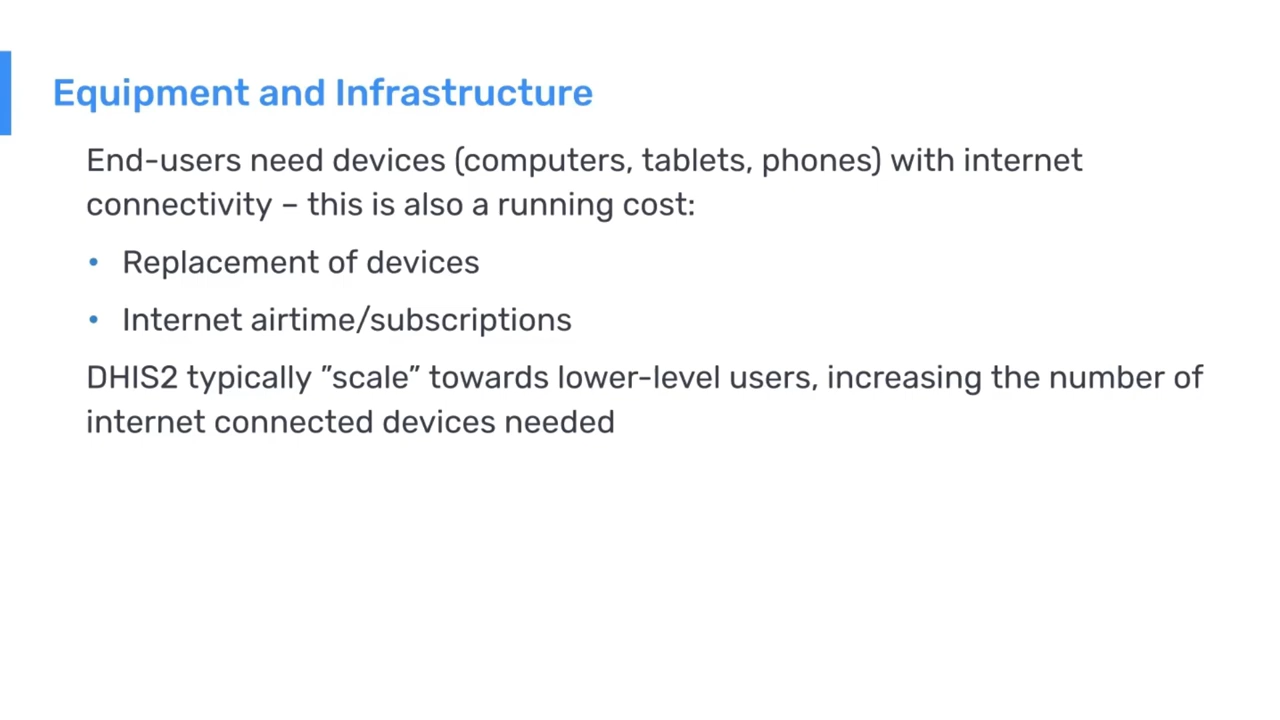 Equipment and Infrastructure
End-users need devices (computers, tablets, phones) with internet
connectivity – this is also a running cost:
• Replacement of devices
• Internet airtime/subscriptions
DHIS2 typically ”scale” towards lower-level users, increasing the number of
internet connected devices needed